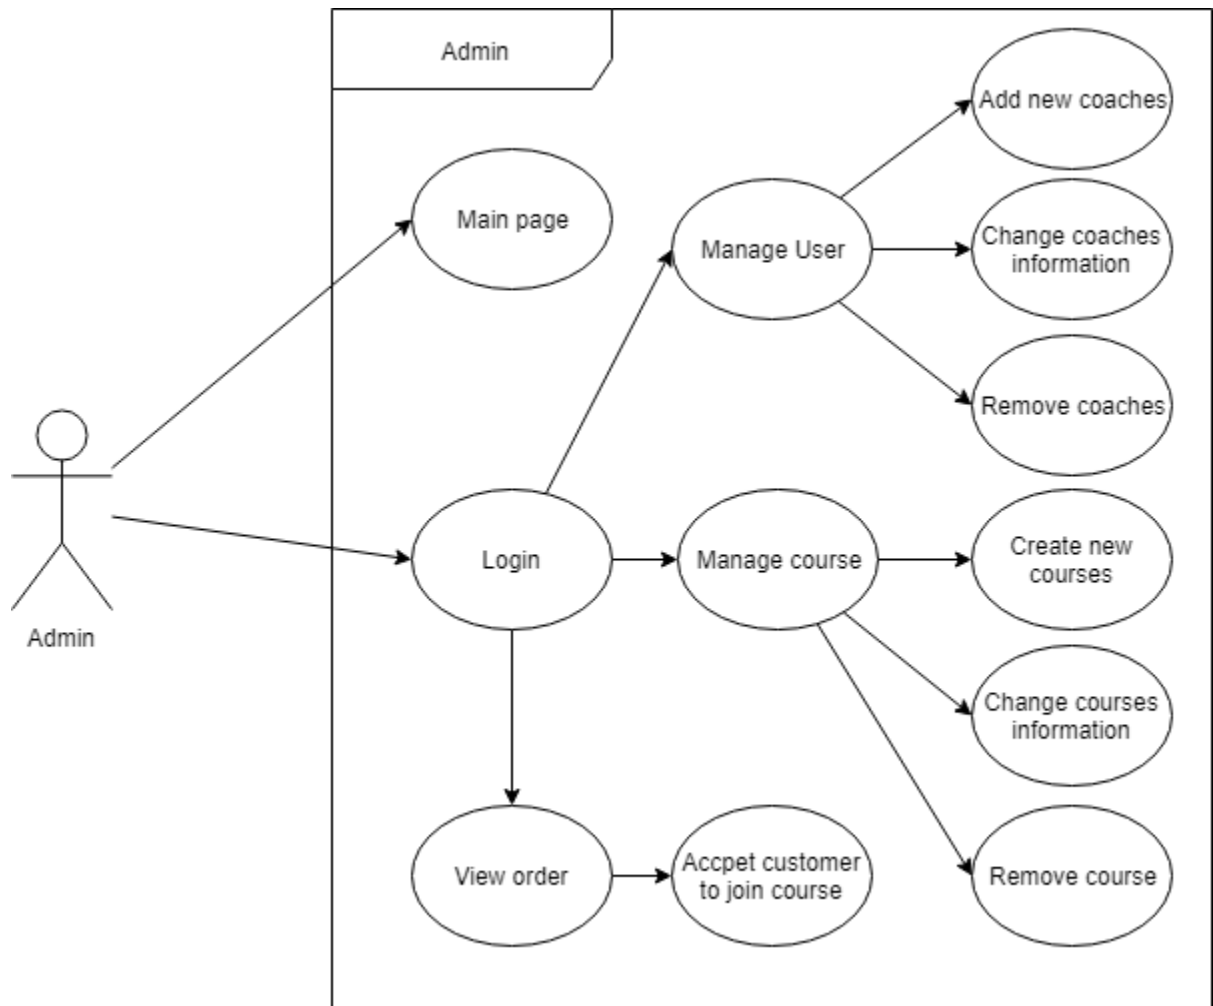 Admin
Add new coaches
Main page
Manage User
Change coaches
information
Remove coaches
Login
Manage course
Create new
courses
Admin
Change courses
information
View order
Accpet customer
to join course
Remove course